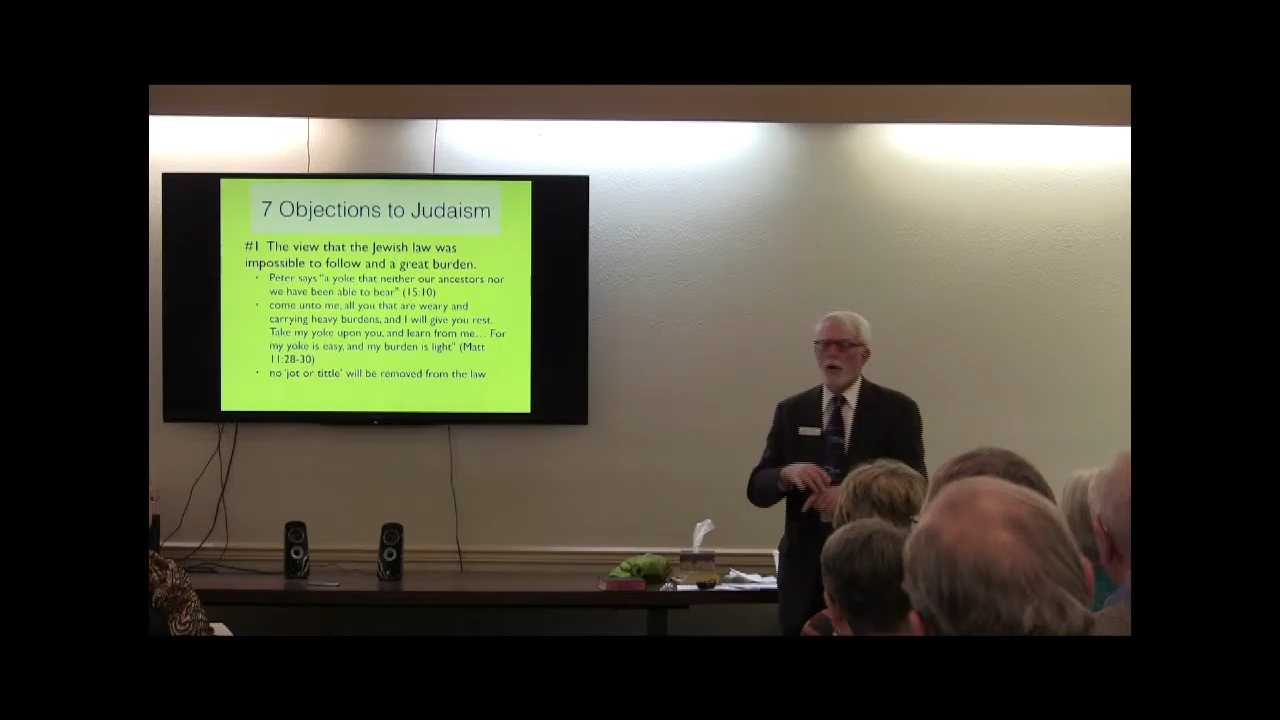 7 Objections to Judaism
#1 The view that the Jewish law was
impossible to follow and a great burden.
• Peter says "a yoke that neither our ancestors nor
we have been able to bear" (15:10)
• come unto me, all you that are weary and
carrying heavy burdens, and I will give you rest.
Take my yoke upon you, and learn from me... For
my yoke is easy, and my burden is light" (Matt
11:28-30)
• no 'jot or tittle' will be removed from the law